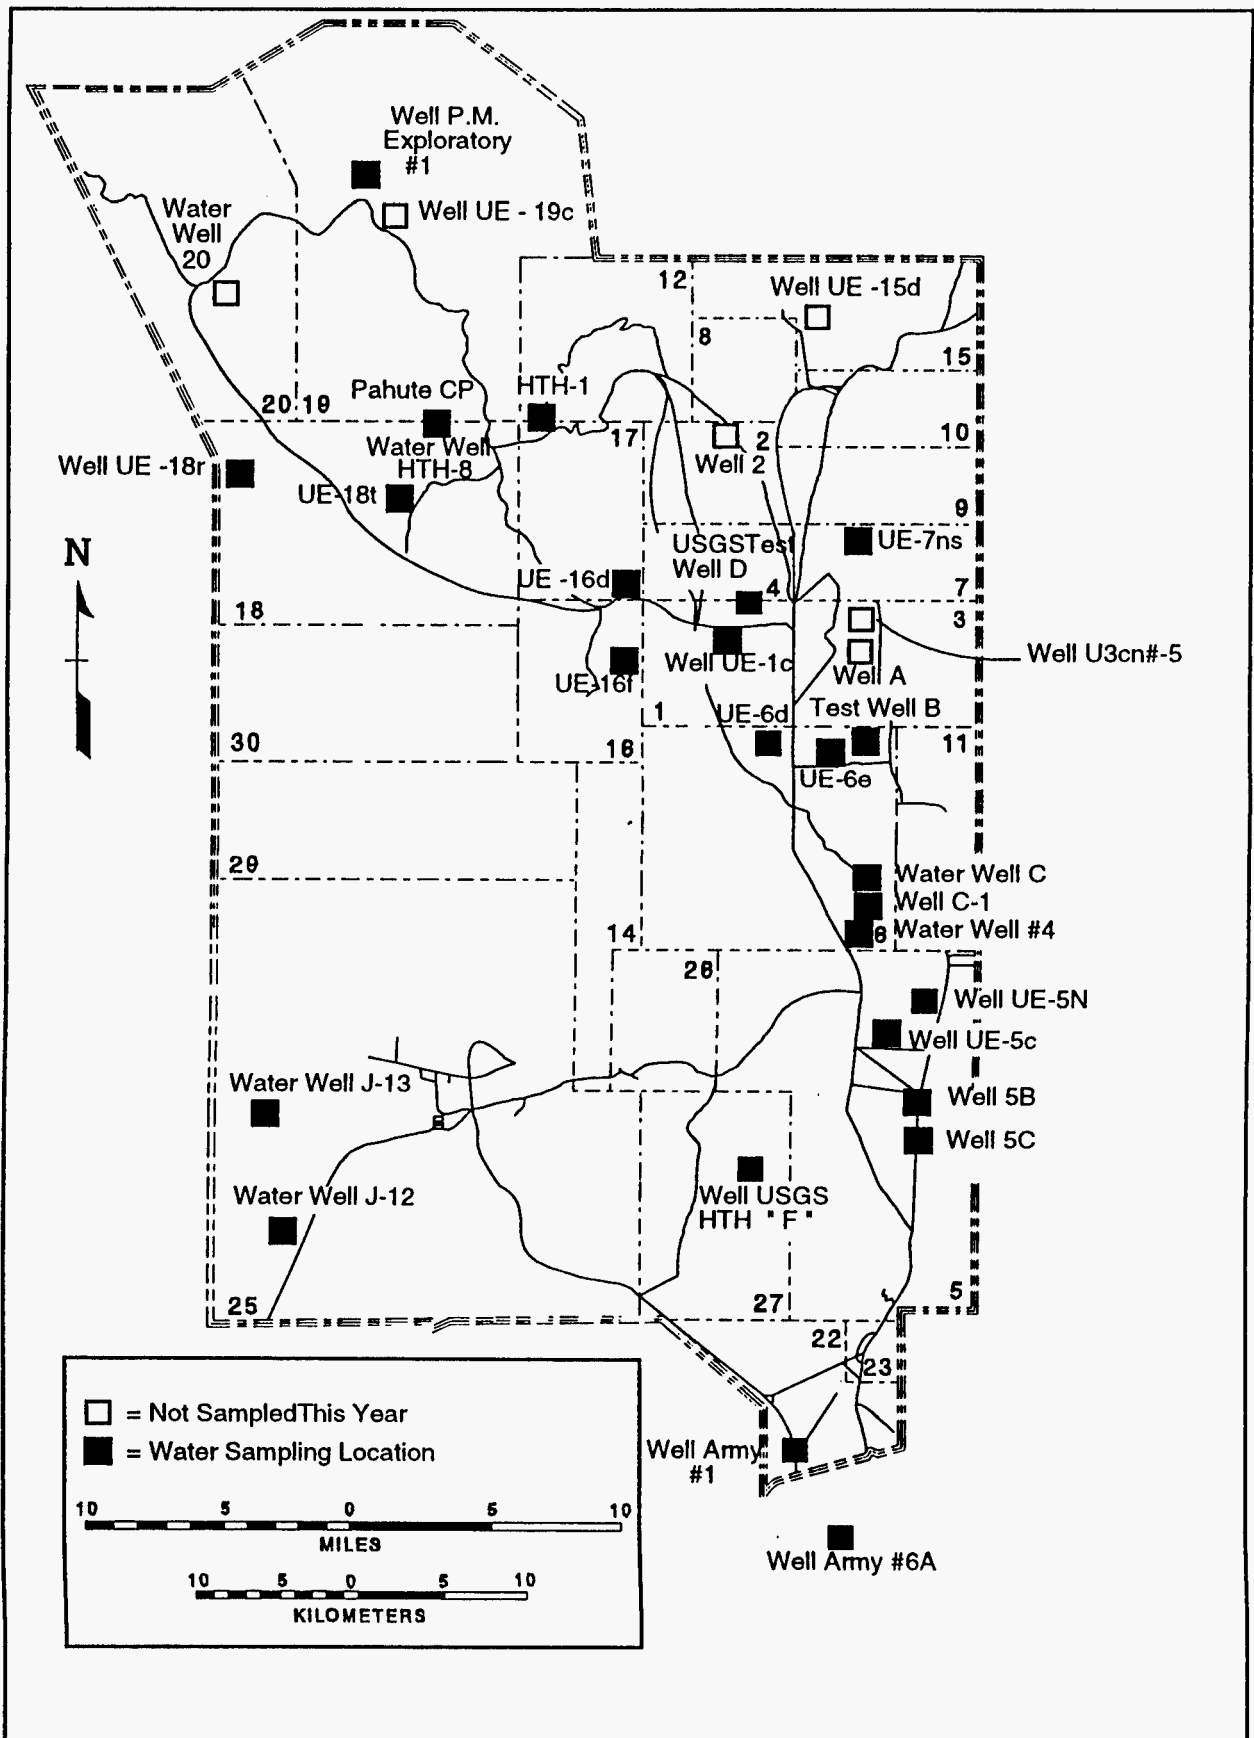 Well P.M.
Exploratory
#1
Well UE - 19c
Water
Well
20
12
Well UE -15d
8
15
Pahute CP
HTH-1
20
19
17
2
10
Water Well
HTH-8
Well 2
Well UE -18r
UE-18t
9
N
USGSTest
Well D
UE-7ns
UE -16d
4
7
18
3
Well UE-1c
Well A
Well U3cn#-5
UE-16f
1
UE-6d
Test Well B
30
16
11
UE-6e
29
Water Well C
Well C-1
6
Water Well #4
14
26
Well UE-5N
Well UE-5c
Water Well J-13
Well 5B
Well 5C
Water Well J-12
Well USGS
HTH "F"
25
27
5
22
23
= Not SampledThis Year
= Water Sampling Location
Well Army
#1
10 5 0 5 10
MILES
Well Army #6A
10 5 0 5 10
KILOMETERS